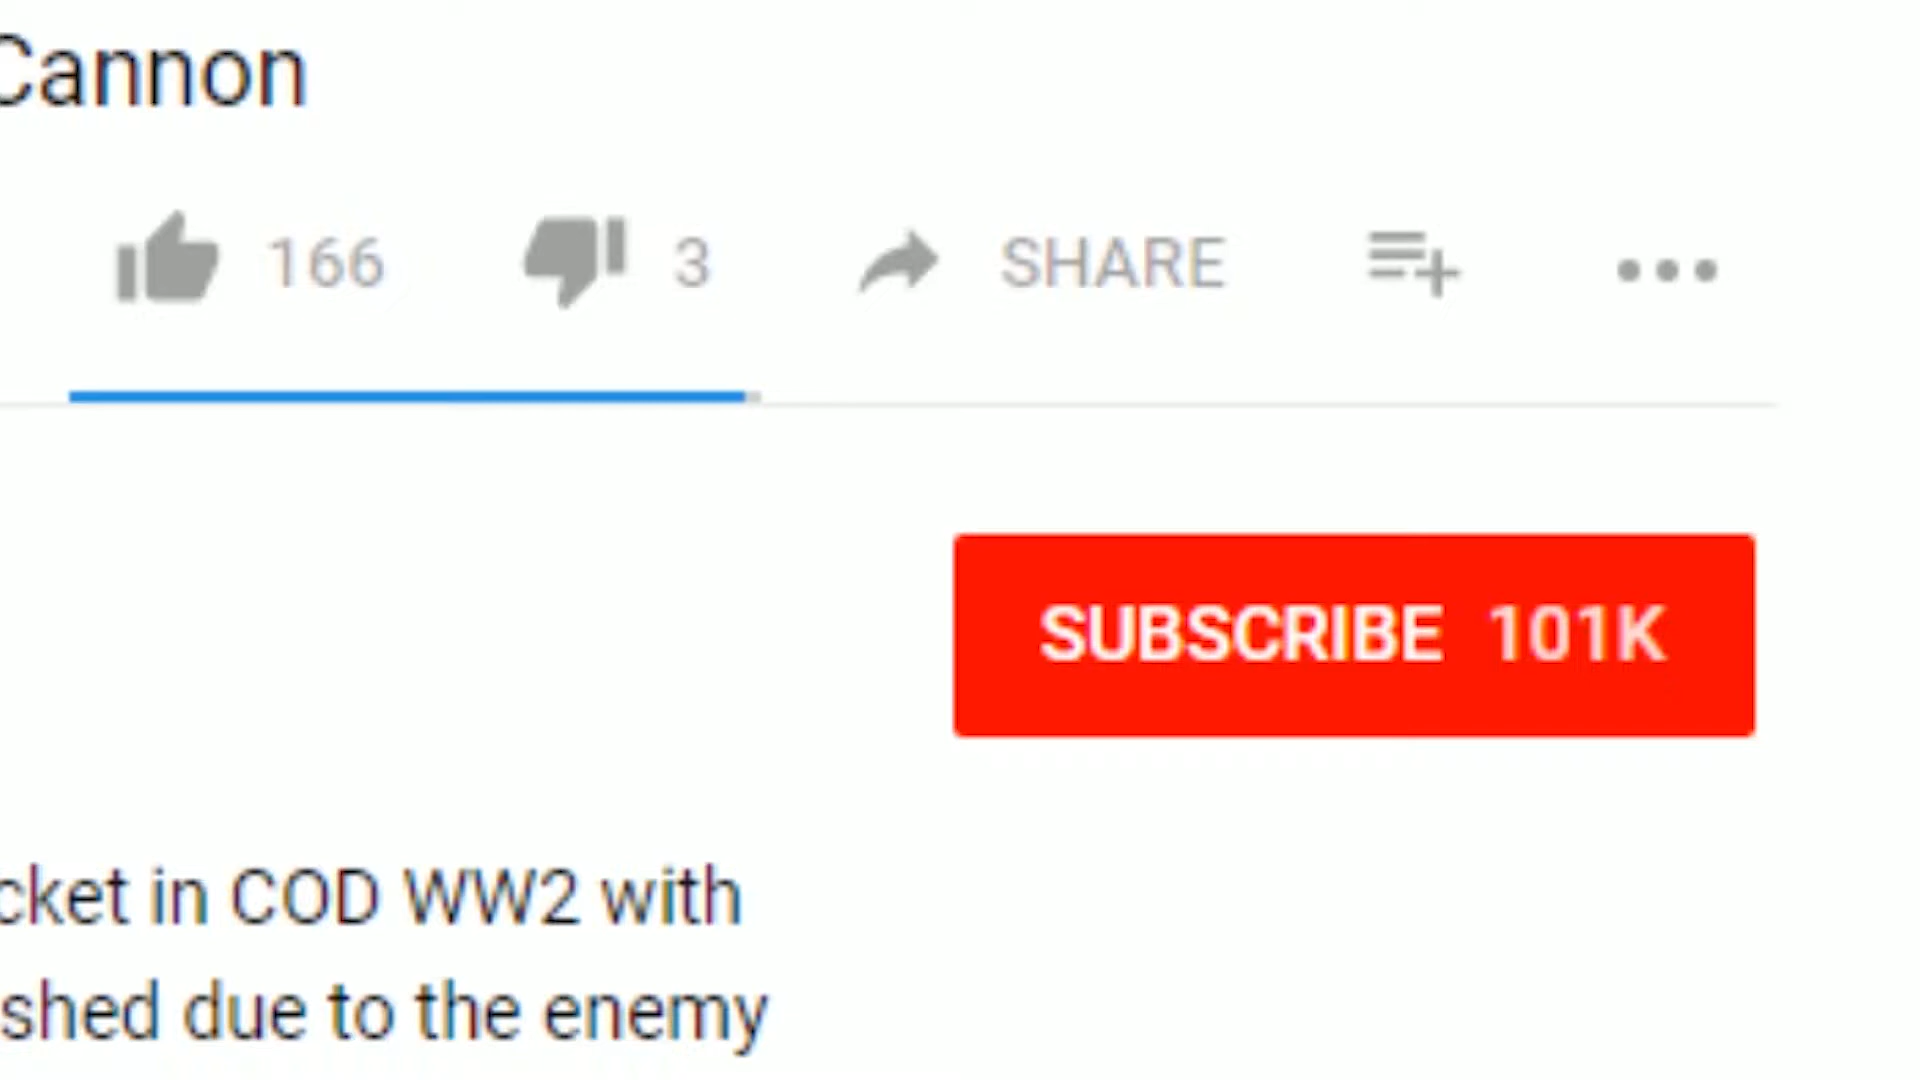 Cannon
166 3 SHARE
SUBSCRIBE 101K
cket in COD WW2 with
shed due to the enemy